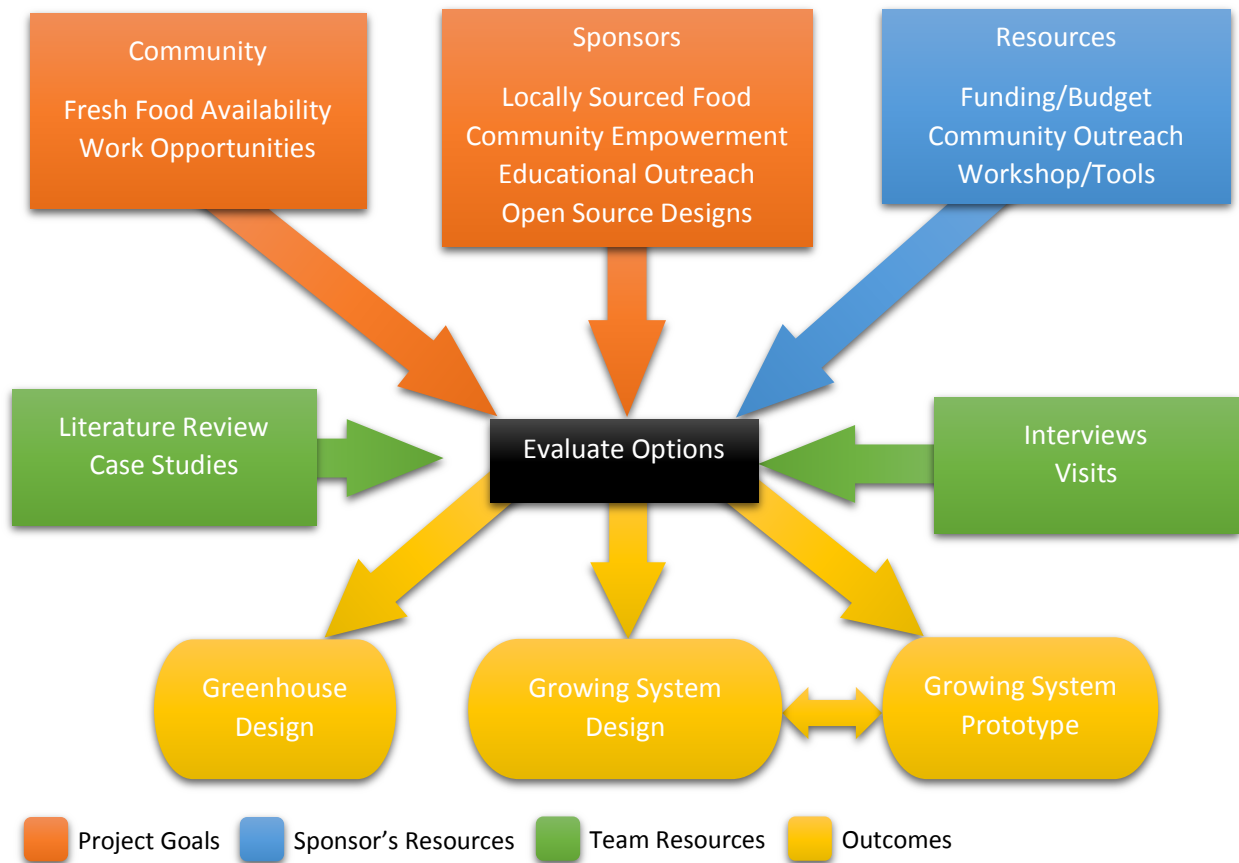 Community
Fresh Food Availability
Work Opportunities
Sponsors
Locally Sourced Food
Community Empowerment
Educational Outreach
Open Source Designs
Resources
Funding/Budget
Community Outreach
Workshop/Tools
Literature Review
Case Studies
Evaluate Options
Interviews
Visits
Greenhouse
Design
Growing System
Design
Growing System
Prototype
Project Goals
Sponsor's Resources
Team Resources
Outcomes